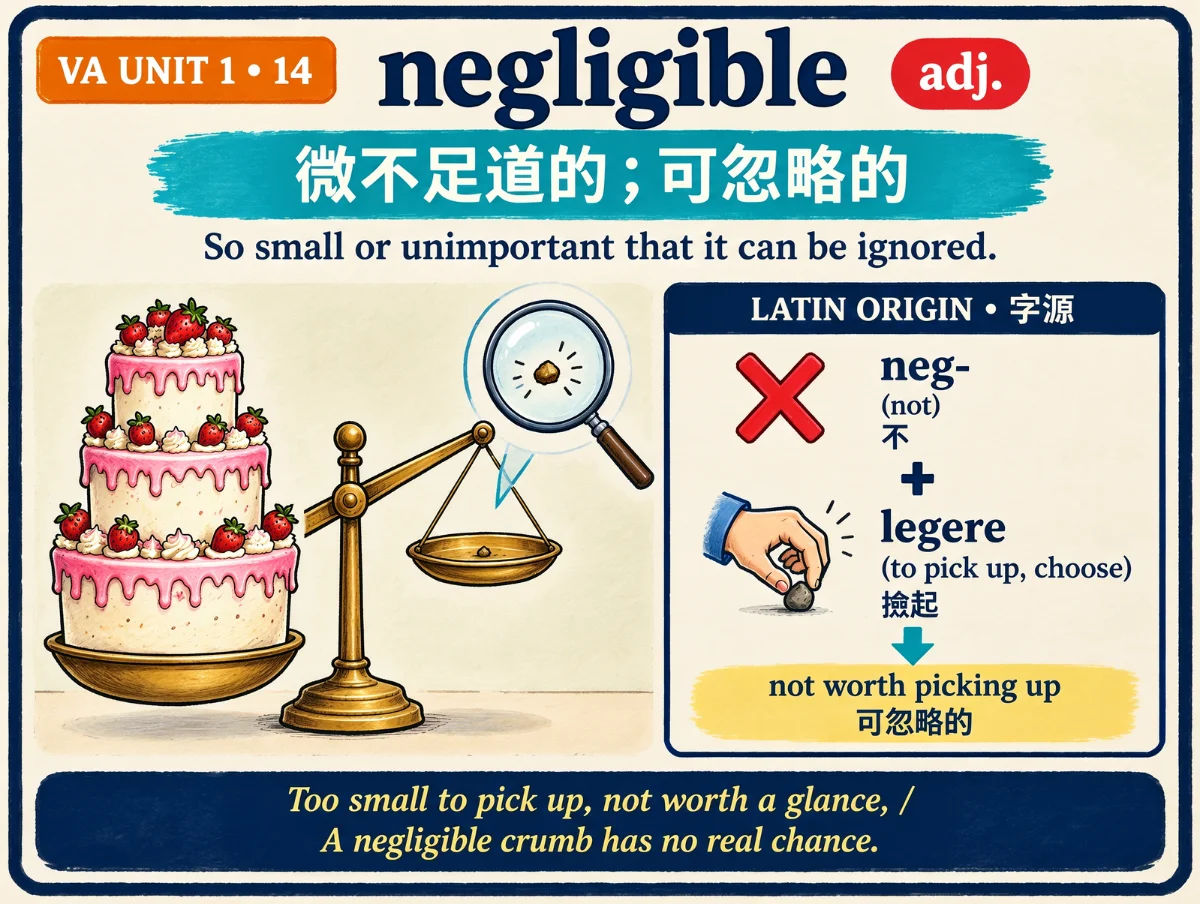 VA UNIT 1 • 14
negligible
adj.
微不足道的；可忽略的
So small or unimportant that it can be ignored.
LATIN ORIGIN • 字源
neg-
(not)
不
+
legere
(to pick up, choose)
撿起
not worth picking up
可忽略的
Too small to pick up, not worth a glance, /
A negligible crumb has no real chance.